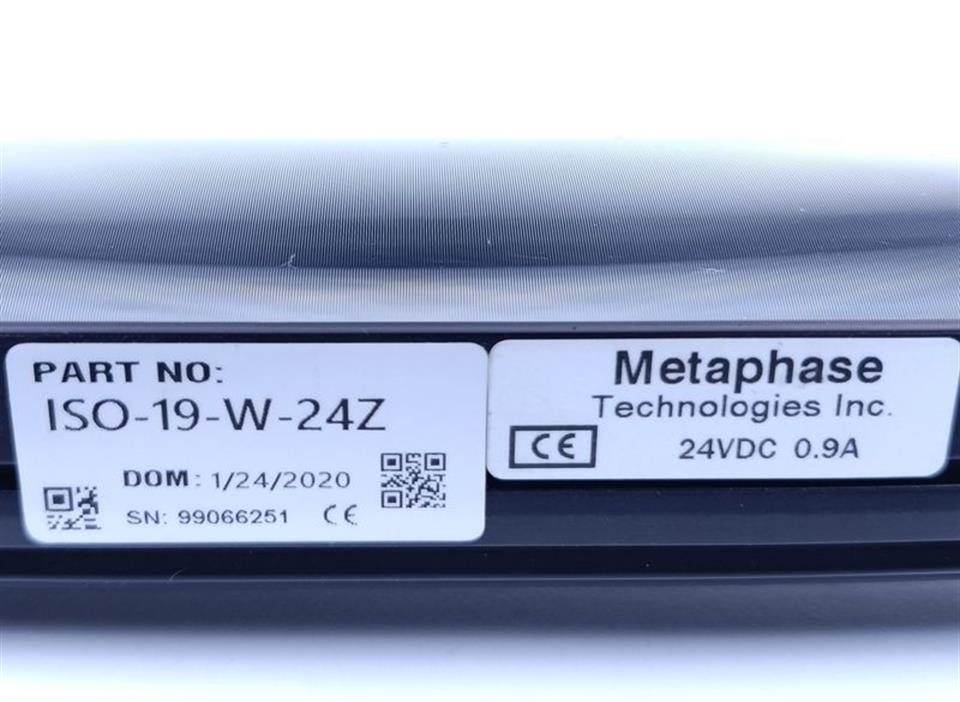 PART NO:
ISO-19-W-24Z
DOM: 1/24/2020
SN: 99066251 CE
Metaphase
Technologies Inc.
CE 24VDC 0.9A